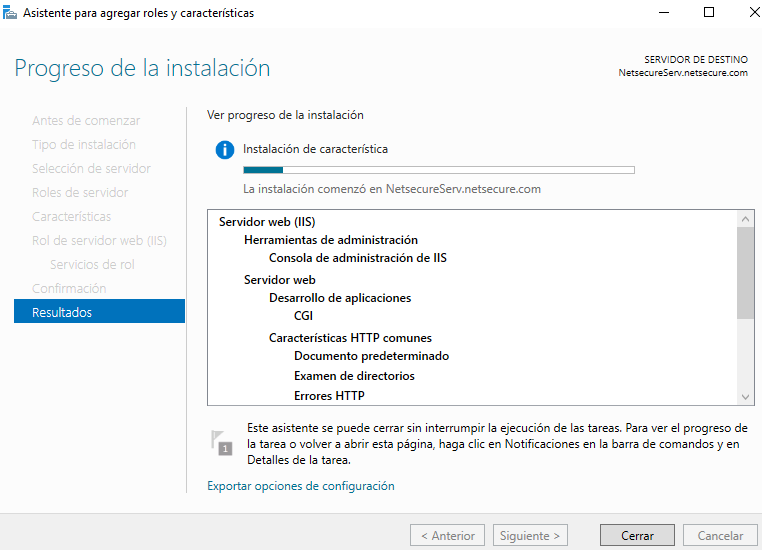 Asistente para agregar roles y características
Progreso de la instalación
SERVIDOR DE DESTINO
NetsecureServ.netsecure.com
Antes de comenzar
Tipo de instalación
Selección de servidor
Roles de servidor
Características
Rol de servidor web (IIS)
Servicios de rol
Confirmación
Resultados
Ver progreso de la instalación
Instalación de característica
La instalación comenzó en NetsecureServ.netsecure.com
Servidor web (IIS)
Herramientas de administración
Consola de administración de IIS
Servidor web
Desarrollo de aplicaciones
CGI
Características HTTP comunes
Documento predeterminado
Examen de directorios
Errores HTTP
1
Este asistente se puede cerrar sin interrumpir la ejecución de las tareas. Para ver el progreso de
la tarea o volver a abrir esta página, haga clic en Notificaciones en la barra de comandos y en
Detalles de la tarea.
Exportar opciones de configuración
< Anterior
Siguiente >
Cerrar
Cancelar